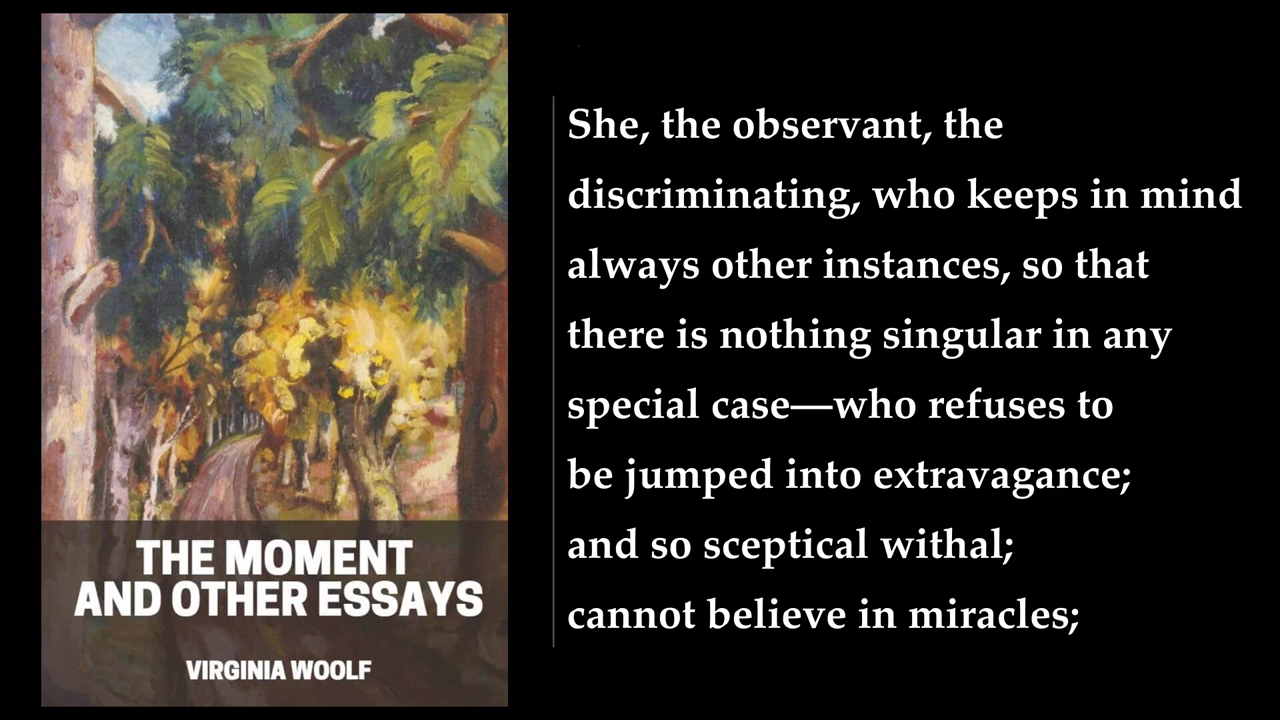 THE MOMENT
AND OTHER ESSAYS
VIRGINIA WOOLF
She, the observant, the
discriminating, who keeps in mind
always other instances, so that
there is nothing singular in any
special case—who refuses to
be jumped into extravagance;
and so sceptical withal;
cannot believe in miracles;